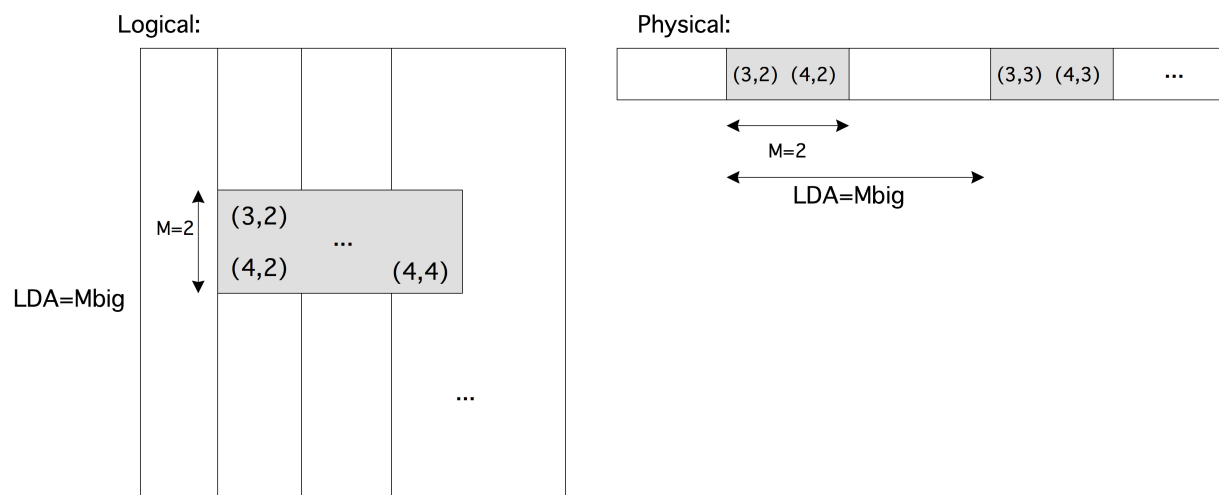 Logical:
M=2
(3,2)
...
(4,2)
(4,4)
LDA=Mbig
...
Physical:
(3,2) (4,2)
(3,3) (4,3)
...
M=2
LDA=Mbig